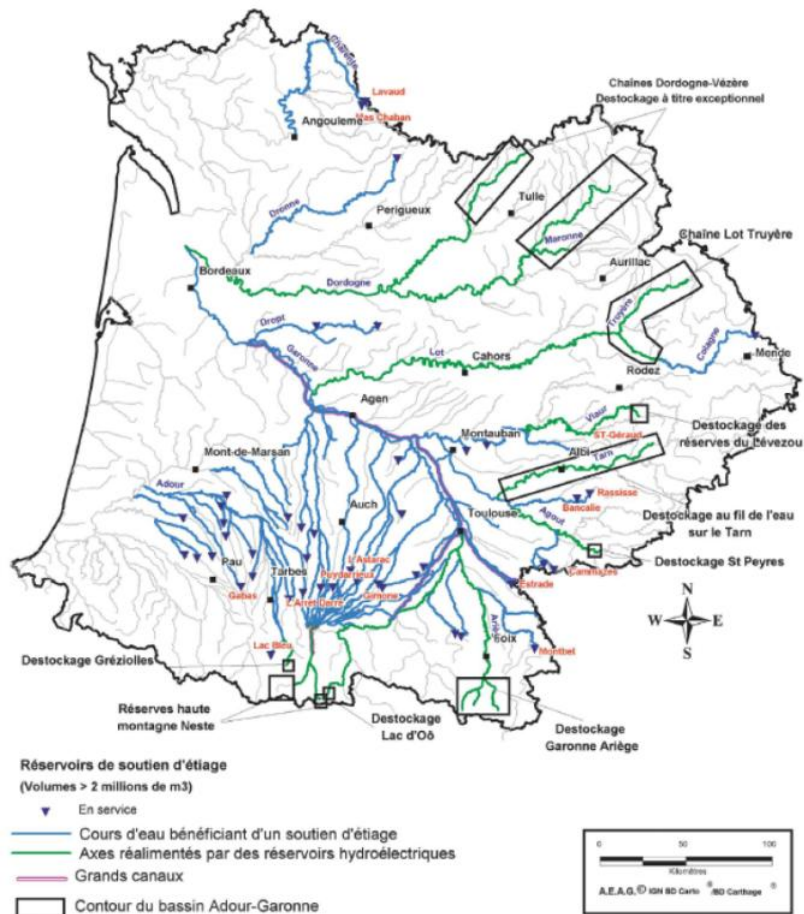 Charente
Lavaud
Mas Chaban
Angouleme
Chaînes Dordogne-Vézère
Destockage à titre exceptionnel
Dronne
Perigueux
Tulle
Maronne
Chaîne Lot Truyère
Aurillac
Bordeaux
Dordogne
Truyère
Dropt
Garonne
Lot
Cahors
Colagne
Mende
Rodez
Agen
Viaur
ST-Géraud
Destockage des
réserves du Lévezou
Montauban
Albi
Tarn
Mont-de-Marsan
Adour
Auch
Toulouse
Agout
Rassisse
Bancalie
Destockage au fil de l'eau
sur le Tarn
Destockage St Peyres
Cammazes
Estrade
Pau
Tarbes
L'Astarac
Puydarrieux
Gimone
Gabas
L'Arret Darre
Lac Bleu
Ariège
Foix
Montbel
N
W E
S
Destockage Gréziolles
Réserves haute
montagne Neste
Destockage
Lac d'Oô
Destockage
Garonne Ariège
Réservoirs de soutien d'étiage
(Volumes > 2 millions de m3)
En service
Cours d'eau bénéficiant d'un soutien d'étiage
Axes réalimentés par des réservoirs hydroélectriques
Grands canaux
Contour du bassin Adour-Garonne
0 50 100
Kilomètres
A.E.A.G.© IGN BD Carto ® /BD Carthage ®